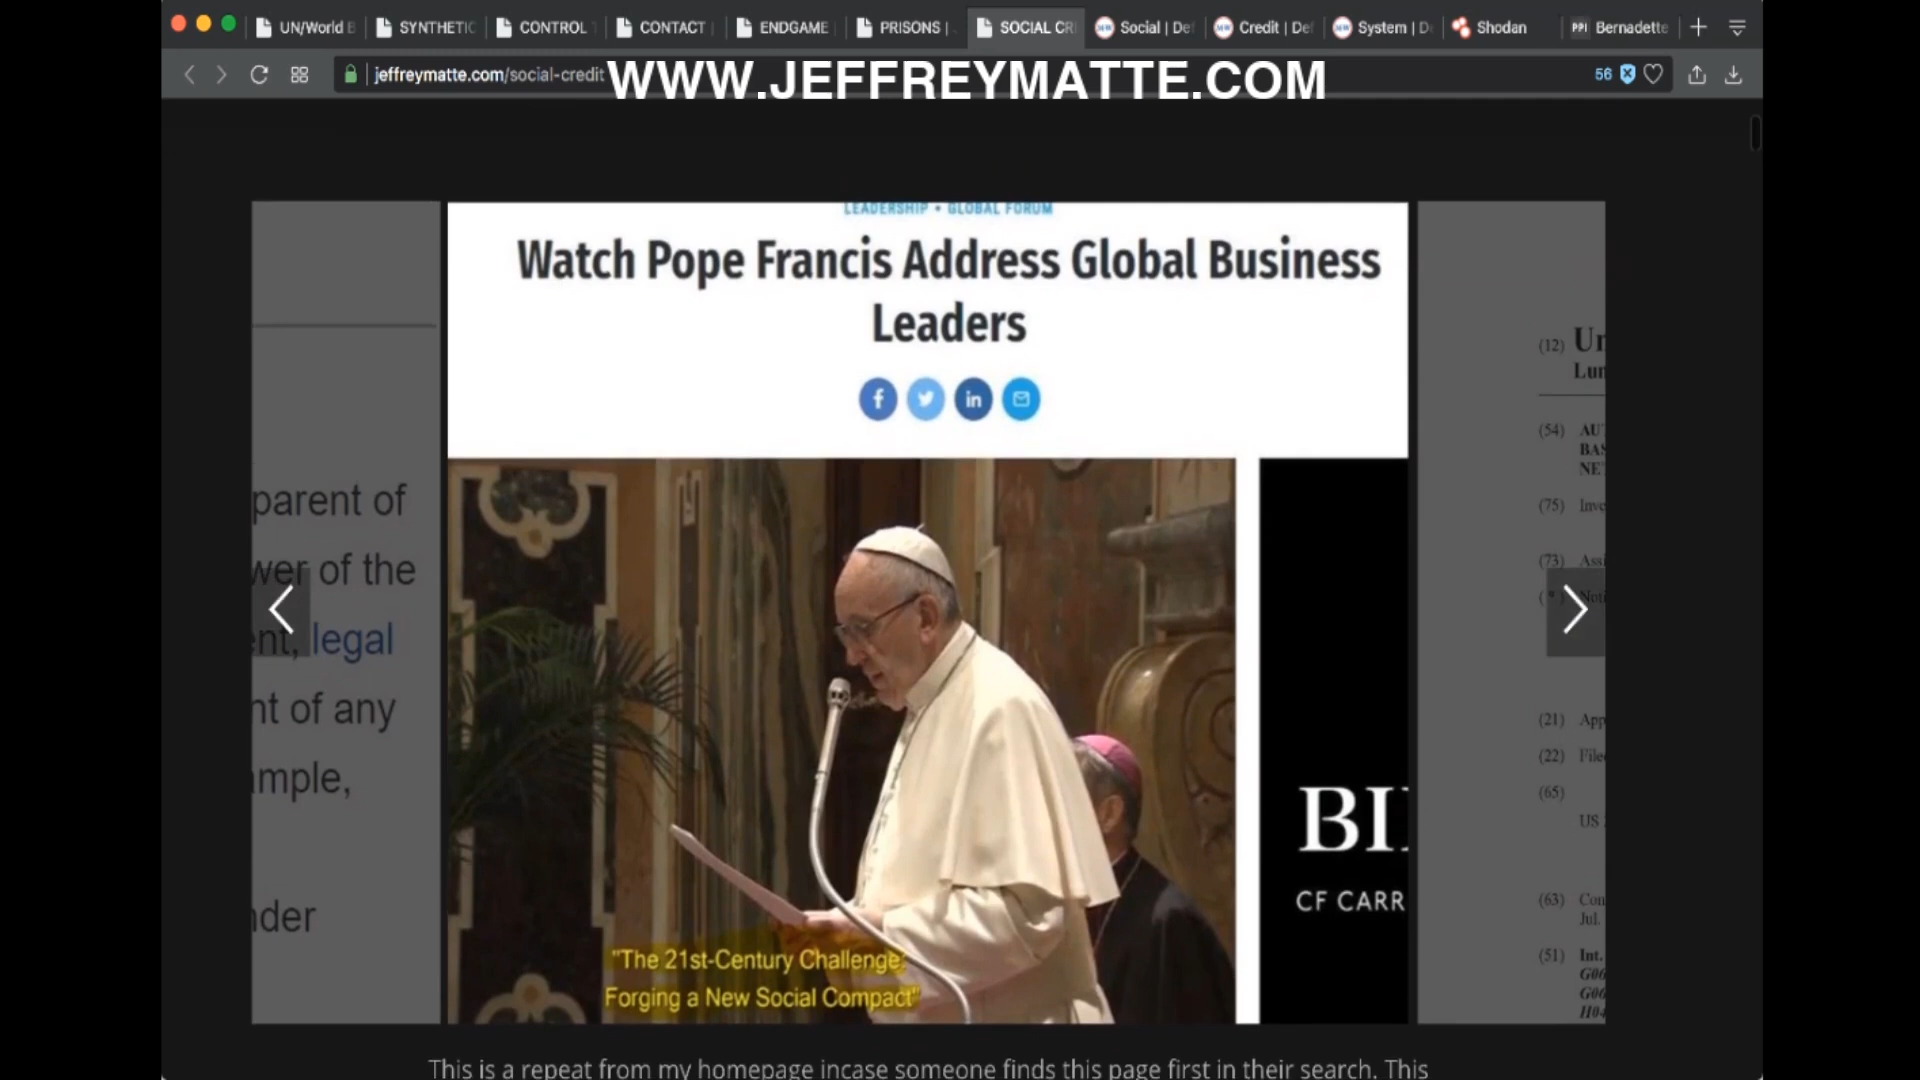 UN/World B
SYNTHETIC
CONTROL
CONTACT
ENDGAME
PRISONS |
SOCIAL CR
Social | De
Credit | De
System | D
Shodan
PPI Bernadette
jeffreymatte.com/social-credit
WWW.JEFFREYMATTE.COM
56
LEADERSHIP • GLOBAL FORUM
Watch Pope Francis Address Global Business
Leaders
parent of
wer of the
legal
nt of any
mple,
nder
"The 21st-Century Challenge:
Forging a New Social Compact"
BI
CF CARR
(12) Un
Lun
(54) AU
BAS
NE
(75) Inve
(73) Ass
(*) Noti
(21) App
(22) File
(65)
US
(63) Con
Jul.
(51) Int.
G06
G06
H04
This is a repeat from my homepage incase someone finds this page first in their search. This